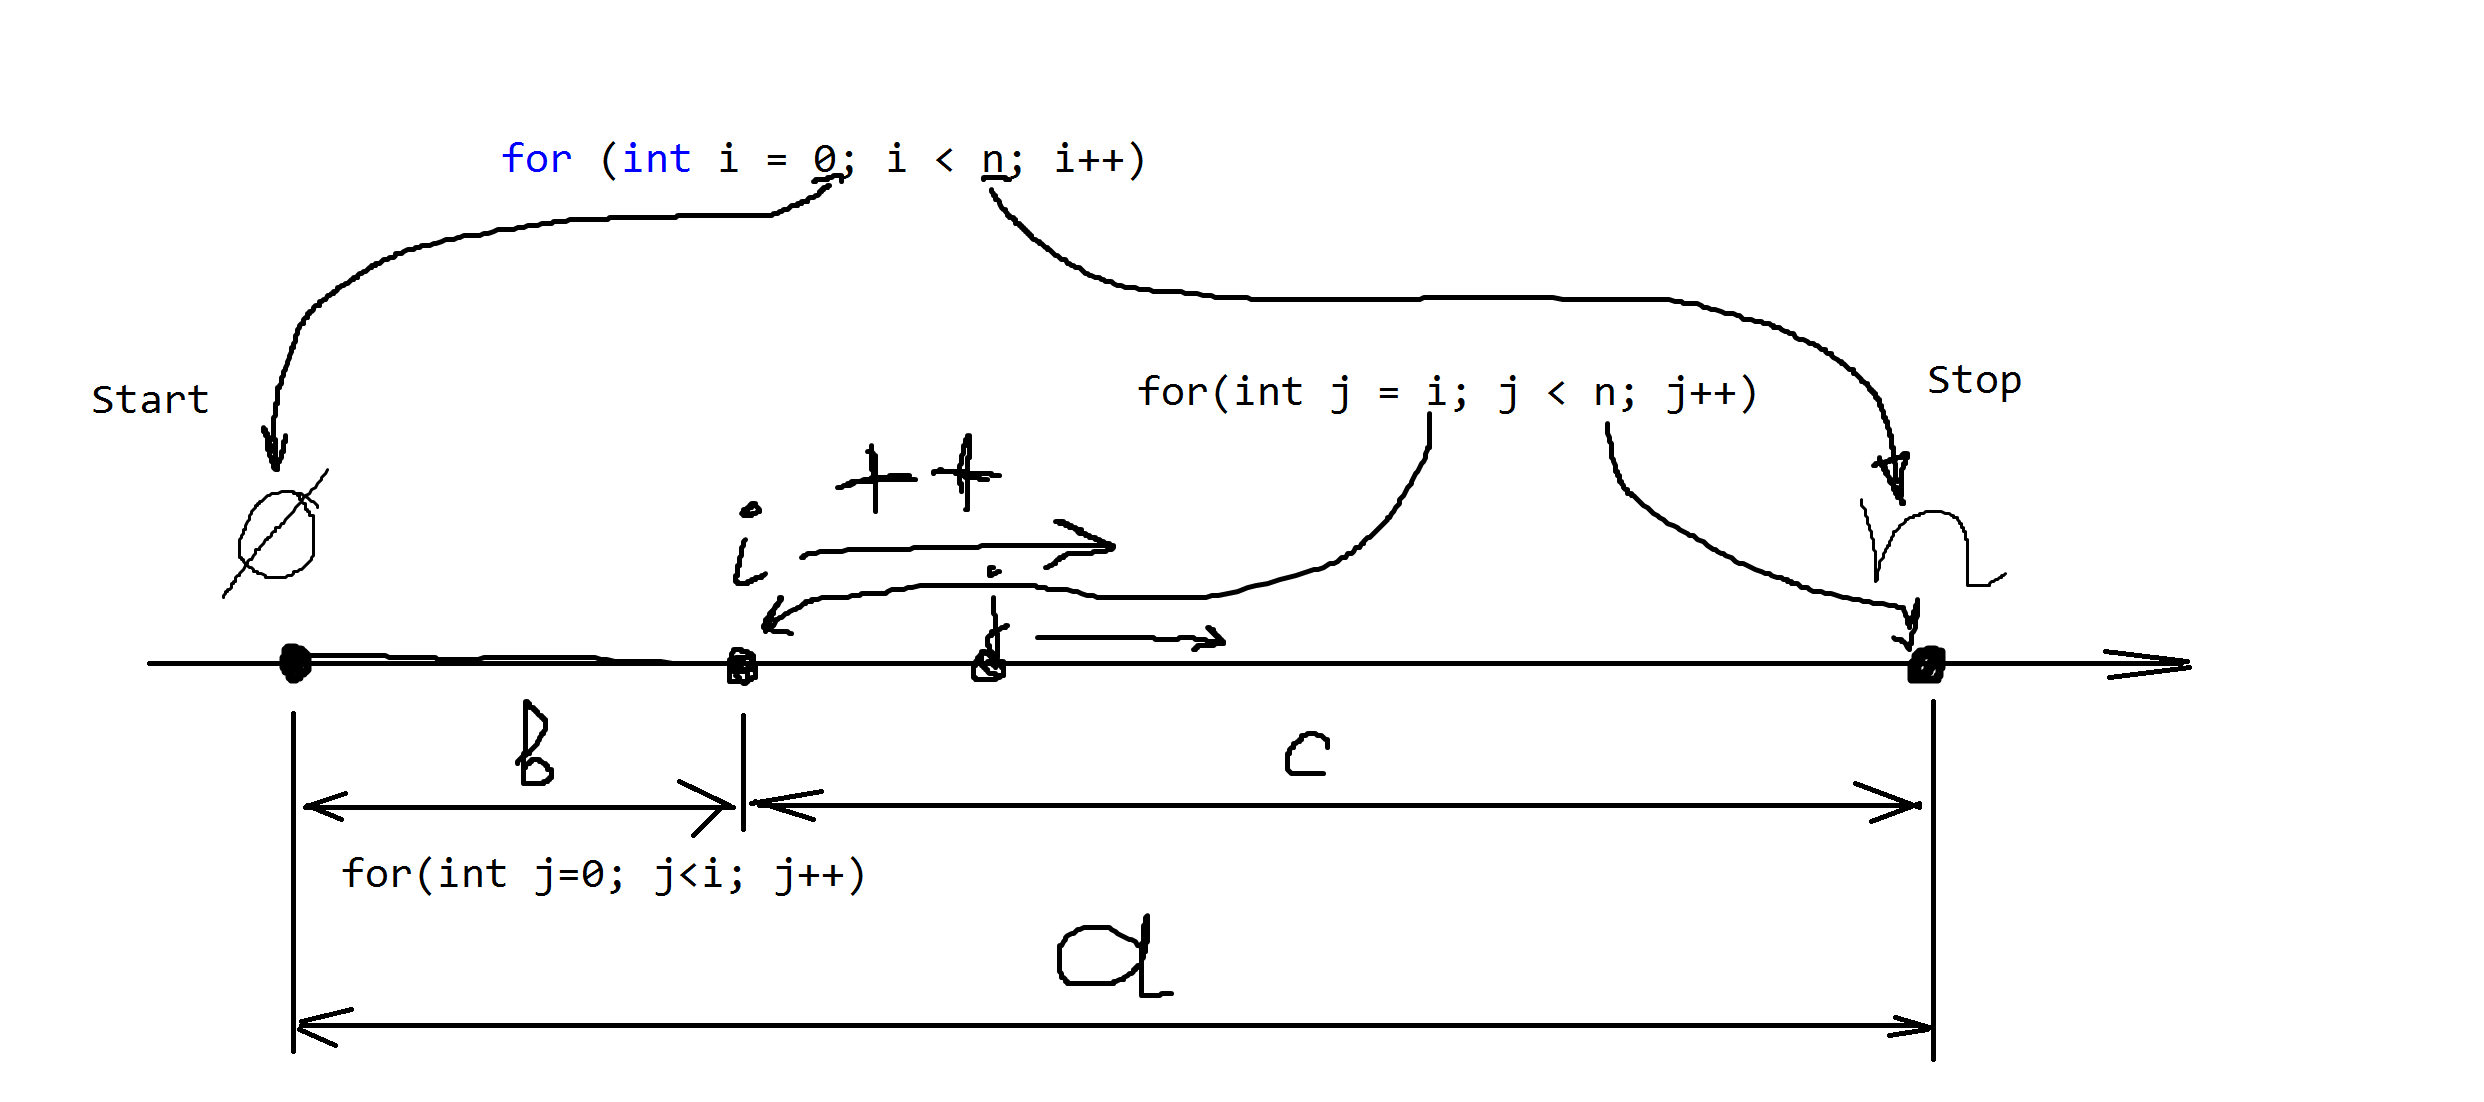 for (int i = 0; i < n; i++)
Start
for(int j = i; j < n; j++)
Stop
0
i ++
n
j
b
c
for(int j=0; j<i; j++)
a